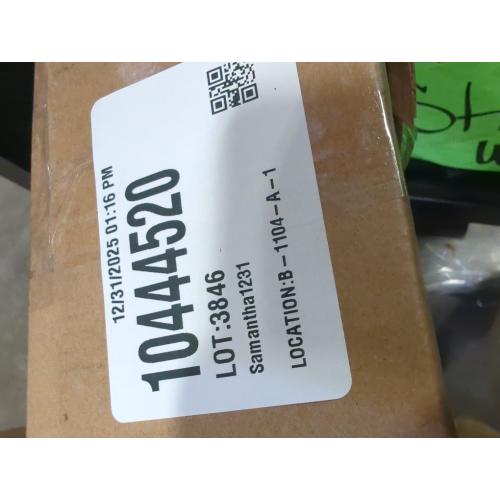 12/31/2025 01:16 PM
10444520
LOT:3846
Samantha1231
LOCATION:B-1104-A-1